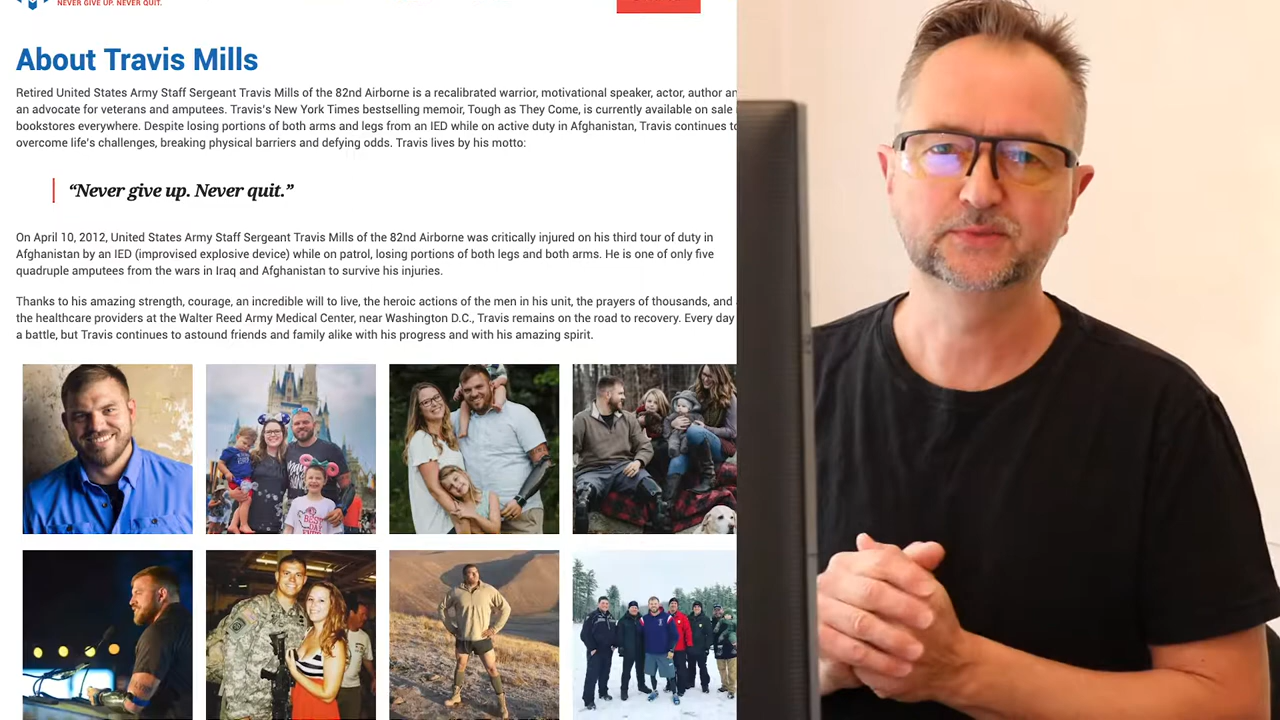 NEVER GIVE UP. NEVER QUIT.
About Travis Mills
Retired United States Army Staff Sergeant Travis Mills of the 82nd Airborne is a recalibrated warrior, motivational speaker, actor, author an
an advocate for veterans and amputees. Travis's New York Times bestselling memoir, Tough as They Come, is currently available on sale
bookstores everywhere. Despite losing portions of both arms and legs from an IED while on active duty in Afghanistan, Travis continues to
overcome life's challenges, breaking physical barriers and defying odds. Travis lives by his motto:
“Never give up. Never quit.”
On April 10, 2012, United States Army Staff Sergeant Travis Mills of the 82nd Airborne was critically injured on his third tour of duty in
Afghanistan by an IED (improvised explosive device) while on patrol, losing portions of both legs and both arms. He is one of only five
quadruple amputees from the wars in Iraq and Afghanistan to survive his injuries.
Thanks to his amazing strength, courage, an incredible will to live, the heroic actions of the men in his unit, the prayers of thousands, and
the healthcare providers at the Walter Reed Army Medical Center, near Washington D.C., Travis remains on the road to recovery. Every day
a battle, but Travis continues to astound friends and family alike with his progress and with his amazing spirit.
BEST
DAY